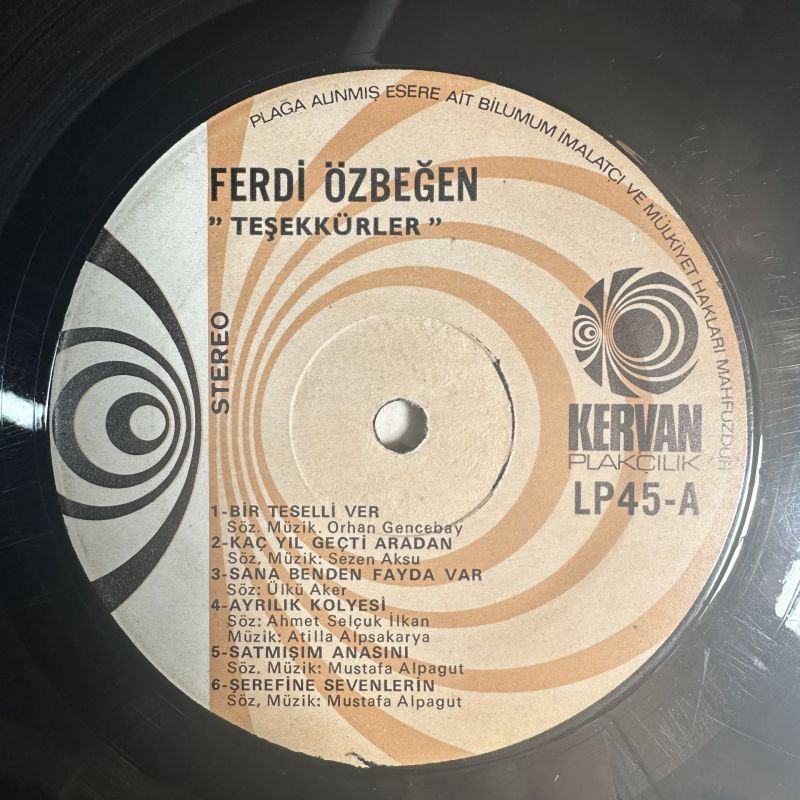 PLAĞA ALINMIŞ ESERE AİT BİLUMUM İMALATÇI VE MÜLKİYET HAKLARI MAHFUZDUR
FERDİ ÖZBEĞEN
" TEŞEKKÜRLER "
STEREO
KERVAN
PLAKÇILIK
LP45-A
1-BİR TESELLİ VER
Söz. Müzik. Orhan Gencebay
2-KAÇ YIL GEÇTİ ARADAN
Söz, Müzik: Sezen Aksu
3-SANA BENDEN FAYDA VAR
Söz: Ülkü Aker
4-AYRILIK KOLYESİ
Söz: Ahmet Selçuk İlkan
Müzik: Atilla Alpsakarya
5-SATMIŞIM ANASINI
Söz, Müzik: Mustafa Alpagut
6-ŞEREFİNE SEVENLERİN
Söz, Müzik: Mustafa Alpagut